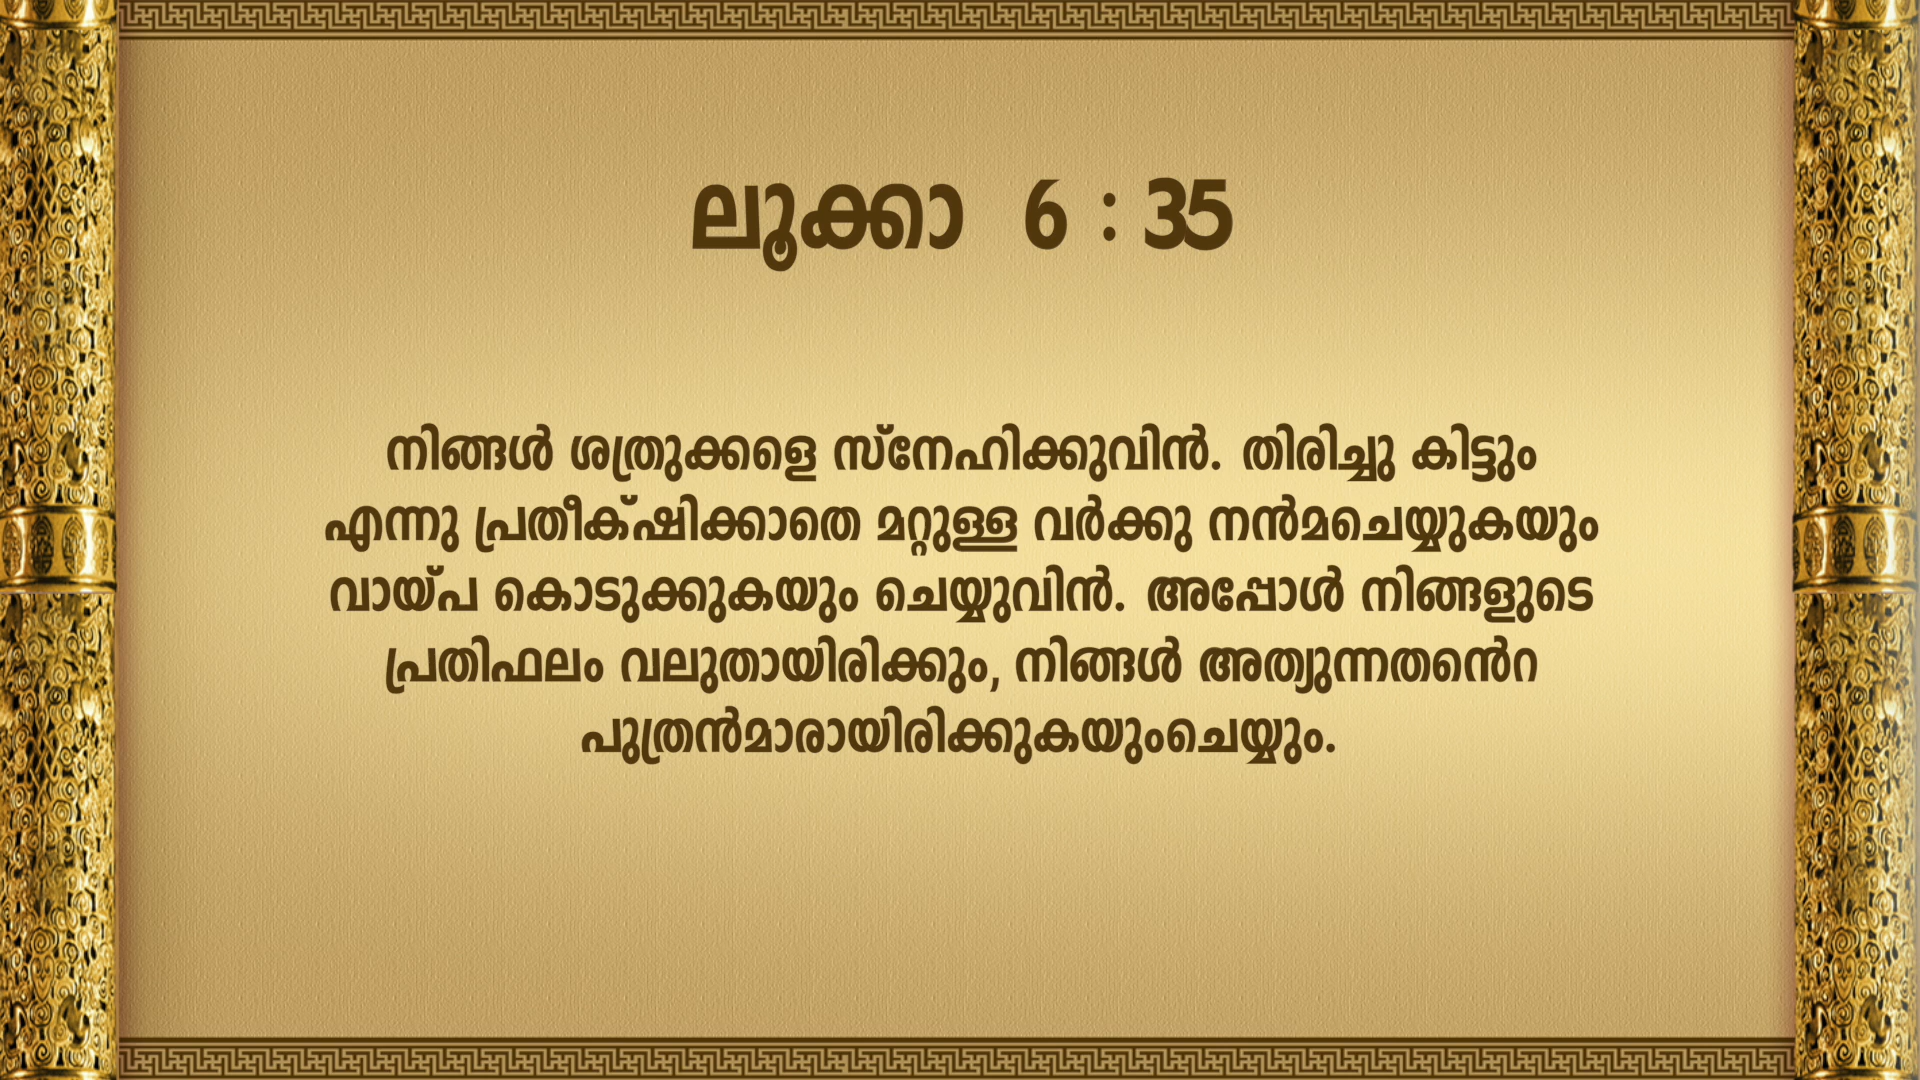 ലൂക്കാ 6 : 35
നിങ്ങൾ ശത്രുക്കളെ സ്നേഹിക്കുവിൻ. തിരിച്ചു കിട്ടും
എന്നു പ്രതീക്‌ഷിക്കാതെ മറ്റുള്ള വർക്കു നൻമചെയ്യുകയും
വായ്പ കൊടുക്കുകയും ചെയ്യുവിൻ. അപ്പോൾ നിങ്ങളുടെ
പ്രതിഫലം വലുതായിരിക്കും, നിങ്ങൾ അത്യുന്നതൻെറ
പുത്രൻമാരായിരിക്കുകയുംചെയ്യും.